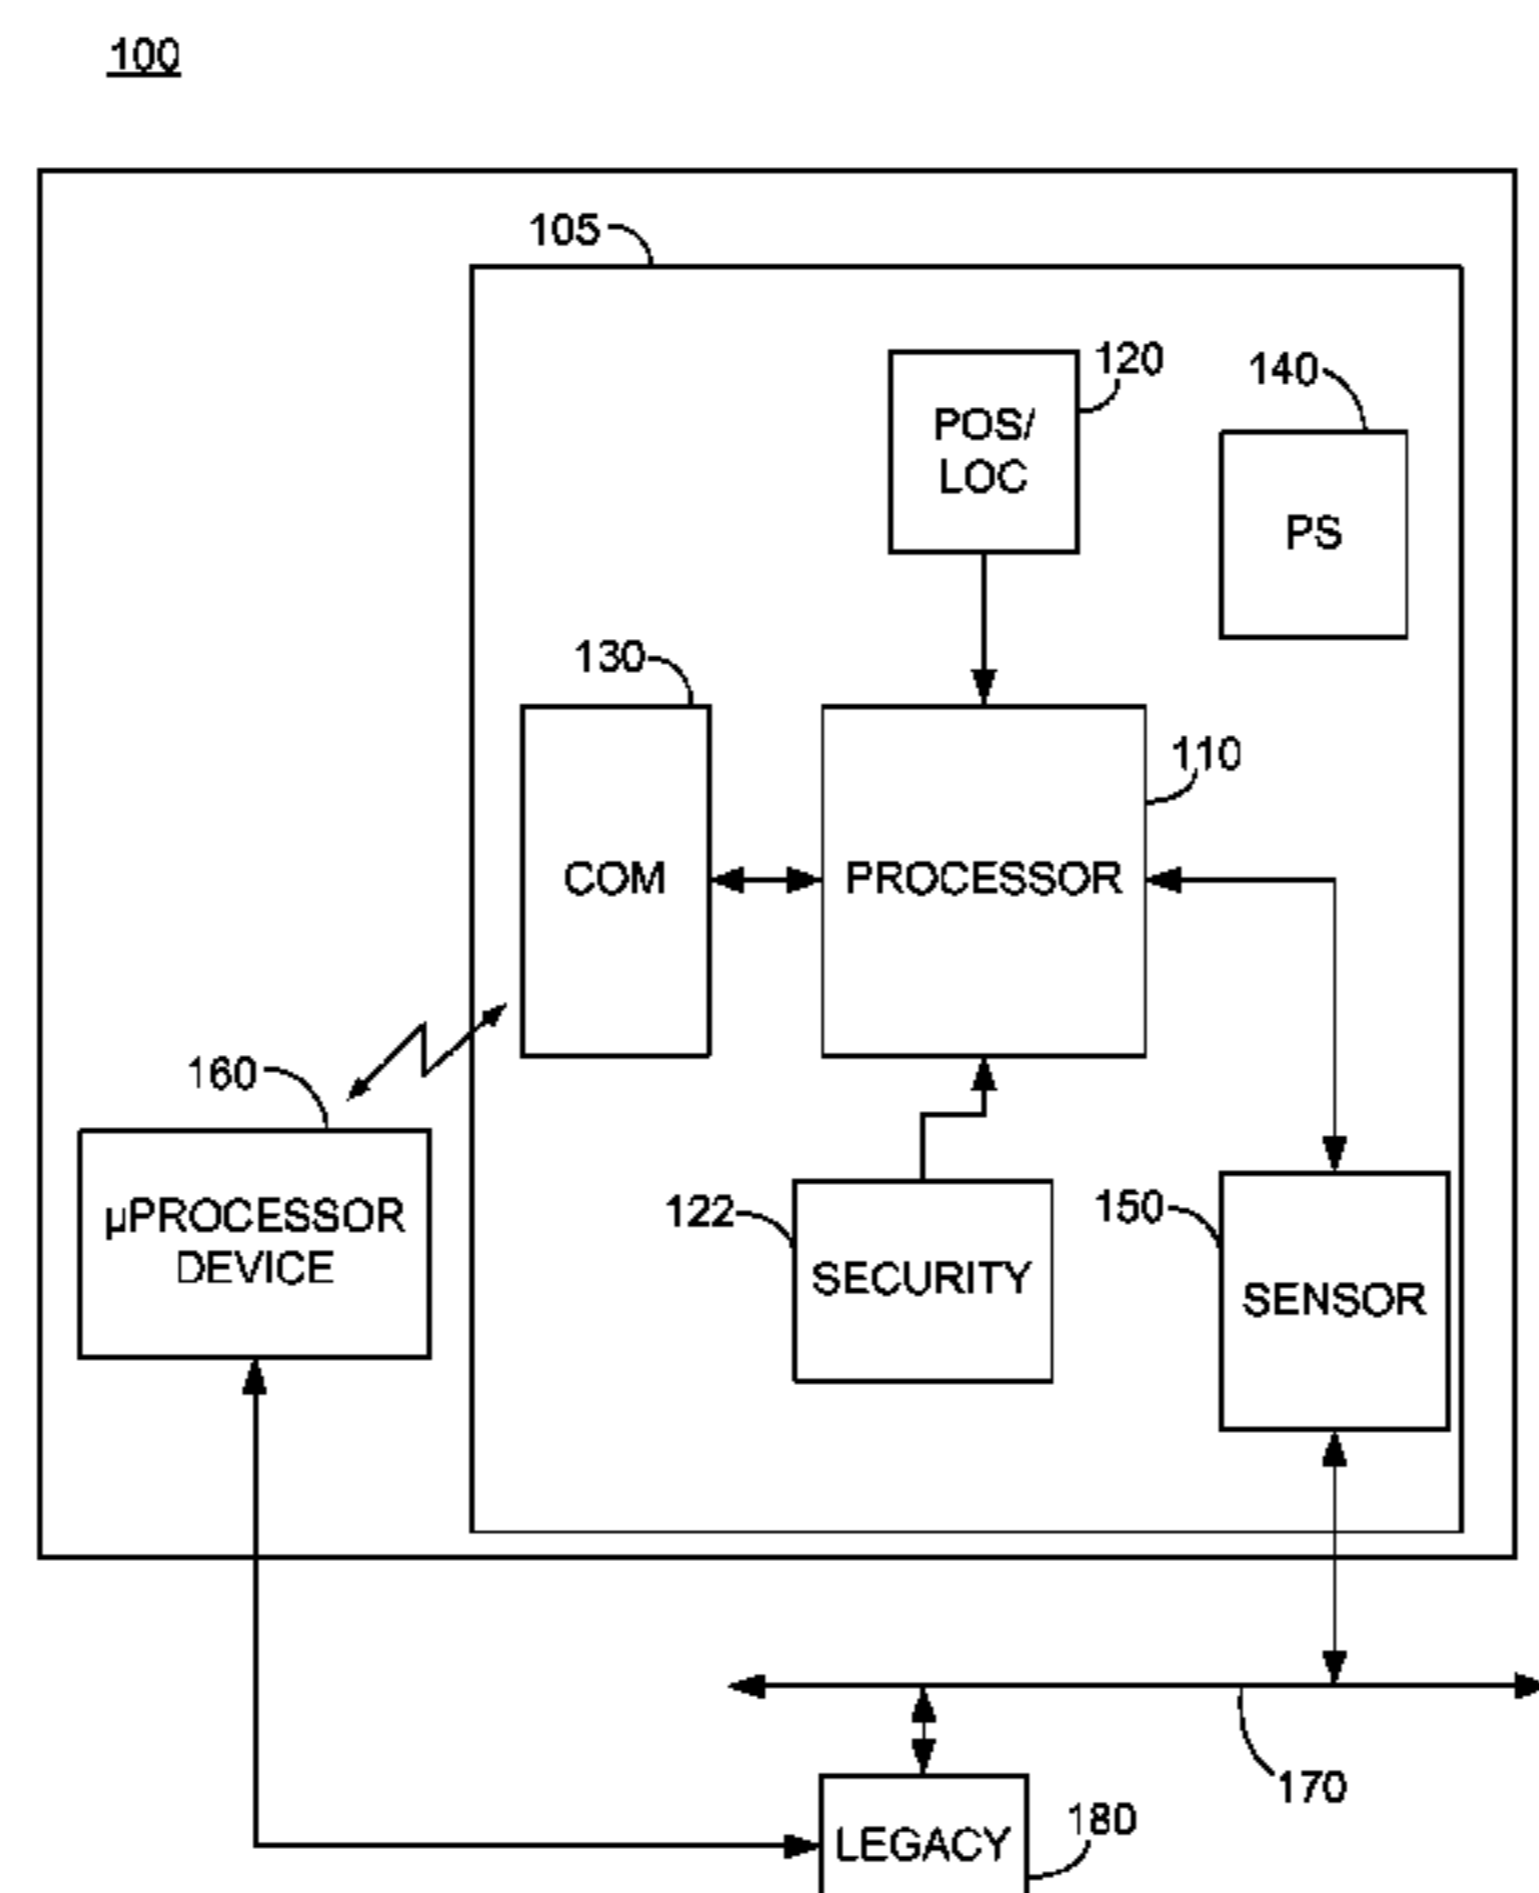 100
105
120
POS/
LOC
140
PS
130
110
COM
PROCESSOR
160
µPROCESSOR
DEVICE
122
SECURITY
150
SENSOR
170
180
LEGACY